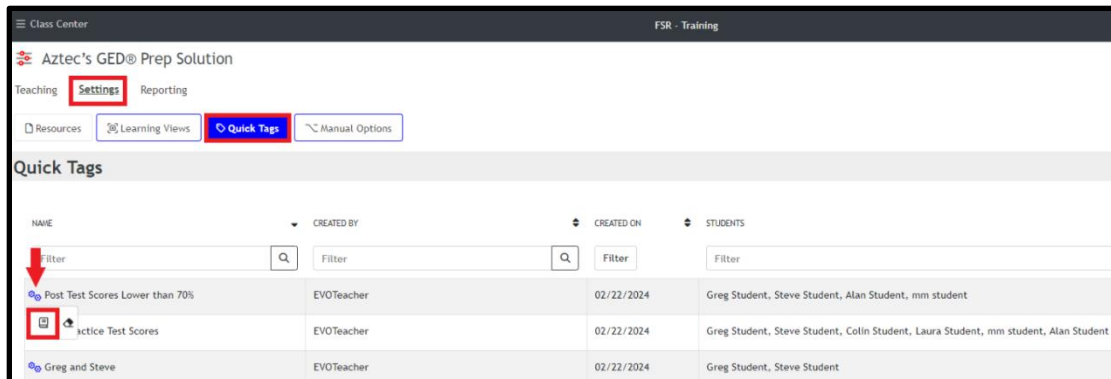 Class Center FSR - Training
Aztec's GED® Prep Solution
Teaching Settings Reporting
Resources Learning Views Quick Tags Manual Options
Quick Tags
NAME CREATED BY CREATED ON STUDENTS
Filter Filter Filter Filter
Post Test Scores Lower than 70% EVOTeacher 02/22/2024 Greg Student, Steve Student, Alan Student, mm student
actice Test Scores EVOTeacher 02/22/2024 Greg Student, Steve Student, Colin Student, Laura Student, mm student, Alan Student
Greg and Steve EVOTeacher 02/22/2024 Greg Student, Steve Student